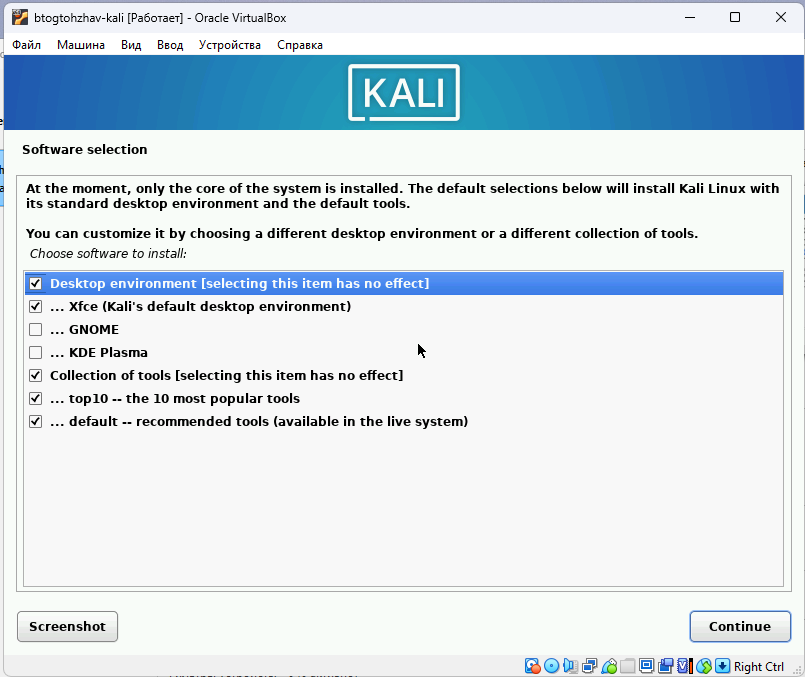 btogtohzhav-kali [Работает] - Oracle VirtualBox
Файл Машина Вид Ввод Устройства Справка
KALI
Software selection
At the moment, only the core of the system is installed. The default selections below will install Kali Linux with
its standard desktop environment and the default tools.
You can customize it by choosing a different desktop environment or a different collection of tools.
Choose software to install:
Desktop environment [selecting this item has no effect]
... Xfce (Kali's default desktop environment)
... GNOME
... KDE Plasma
Collection of tools [selecting this item has no effect]
... top10 -- the 10 most popular tools
... default -- recommended tools (available in the live system)
Screenshot
Continue
Right Ctrl